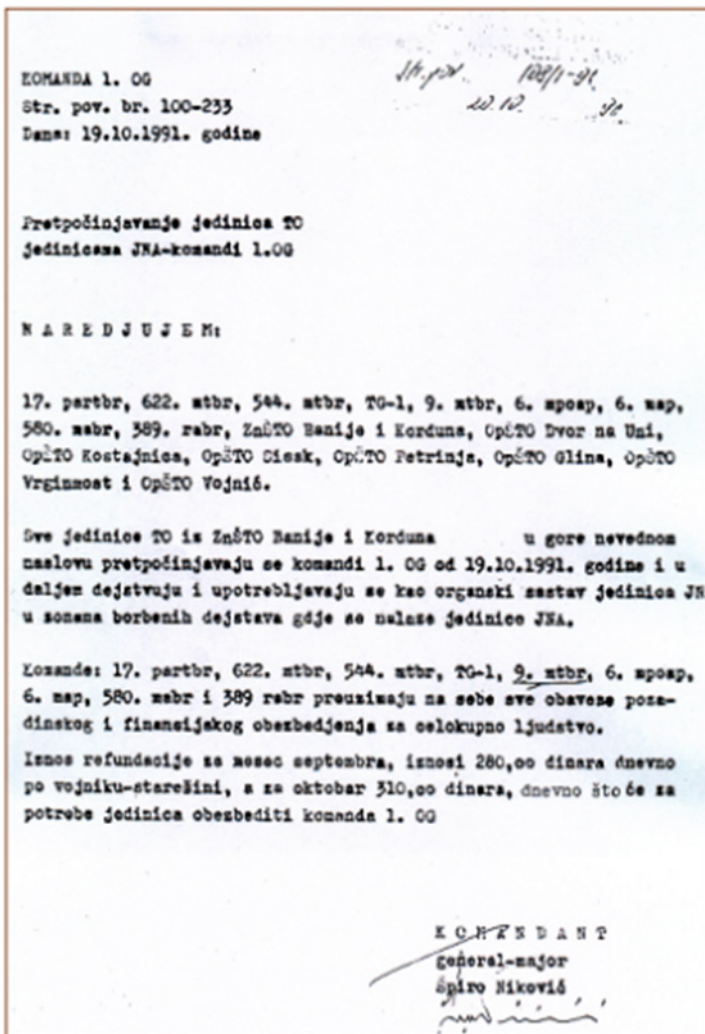 KOMANDA 1. OG
Str. pov. br. 100-233
Dana: 19.10.1991. godine
Str. pov.
20.10.
Pretpočinjavanje jedinica TO
jedinicama JNA-komandi 1.OG
N A R E D J U J E M:
17. partbr, 622. mtbr, 544. mtbr, TG-1, 9. mtbr, 6. mpoap, 6. map,
580. mabr, 389. rabr, ZnŠTO Banije i Korduna, OpŠTO Dvor na Uni,
OpŠTO Kostajnica, OpŠTO Sisak, OpŠTO Petrinja, OpŠTO Glina, OpŠTO
Vrginmost i OpŠTO Vojnić.
Sve jedinice TO iz ZnŠTO Banije i Korduna u gore navednom
naslovu pretpočinjavaju se komandi 1. OG od 19.10.1991. godine i u
daljem dejstvuju i upotrebljavaju se kao organski sastav jedinica JN
u zonama borbenih dejstava gdje se nalaze jedinice JNA.
Komande: 17. partbr, 622. mtbr, 544. mtbr, TG-1, 9. mtbr, 6. mpoap,
6. map, 580. mabr i 389 rabr preuzimaju na sebe sve obaveze poza-
dinskog i finansijskog obezbedjenja za celokupno ljudstvo.
Iznos refundacije za mesec septembra, iznosi 280,oo dinara dnevno
po vojniku-starešini, a za oktobar 310,oo dinara, dnevno što će za
potrebe jedinica obezbediti komanda 1. OG
K O M A N D A N T
general-major
Špiro Niković